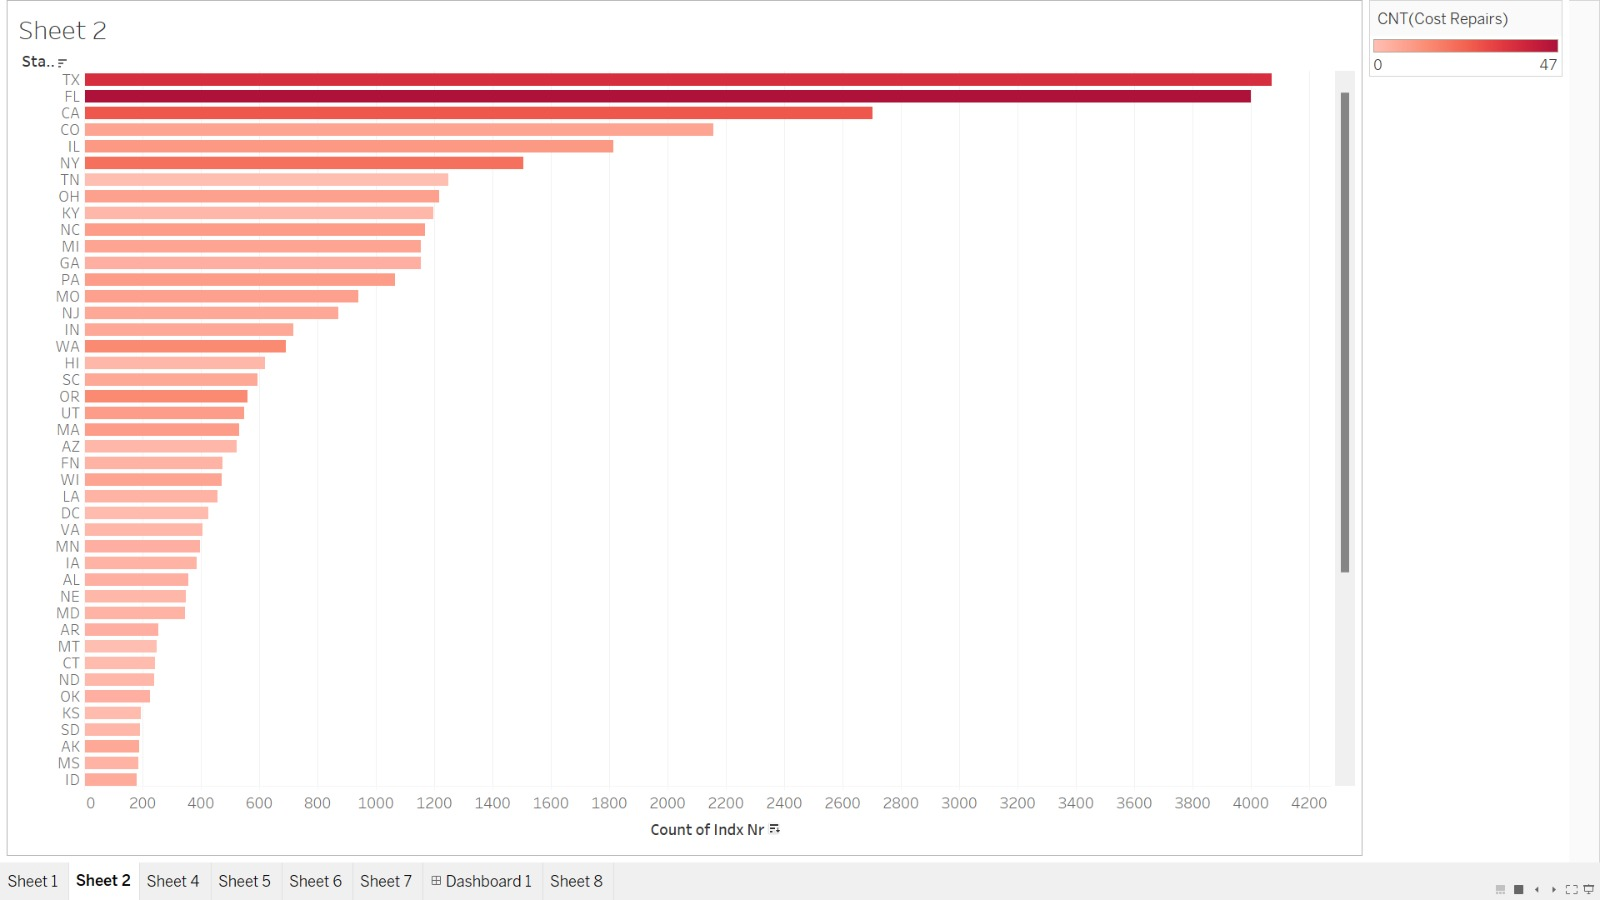 Sheet 2
CNT(Cost Repairs)
0 47
Sta..
TX
FL
CA
CO
IL
NY
TN
OH
KY
NC
MI
GA
PA
MO
NJ
IN
WA
HI
SC
OR
UT
MA
AZ
FN
WI
LA
DC
VA
MN
IA
AL
NE
MD
AR
MT
CT
ND
OK
KS
SD
AK
MS
ID
0 200 400 600 800 1000 1200 1400 1600 1800 2000 2200 2400 2600 2800 3000 3200 3400 3600 3800 4000 4200
Count of Indx Nr
Sheet 1 Sheet 2 Sheet 4 Sheet 5 Sheet 6 Sheet 7 Dashboard 1 Sheet 8